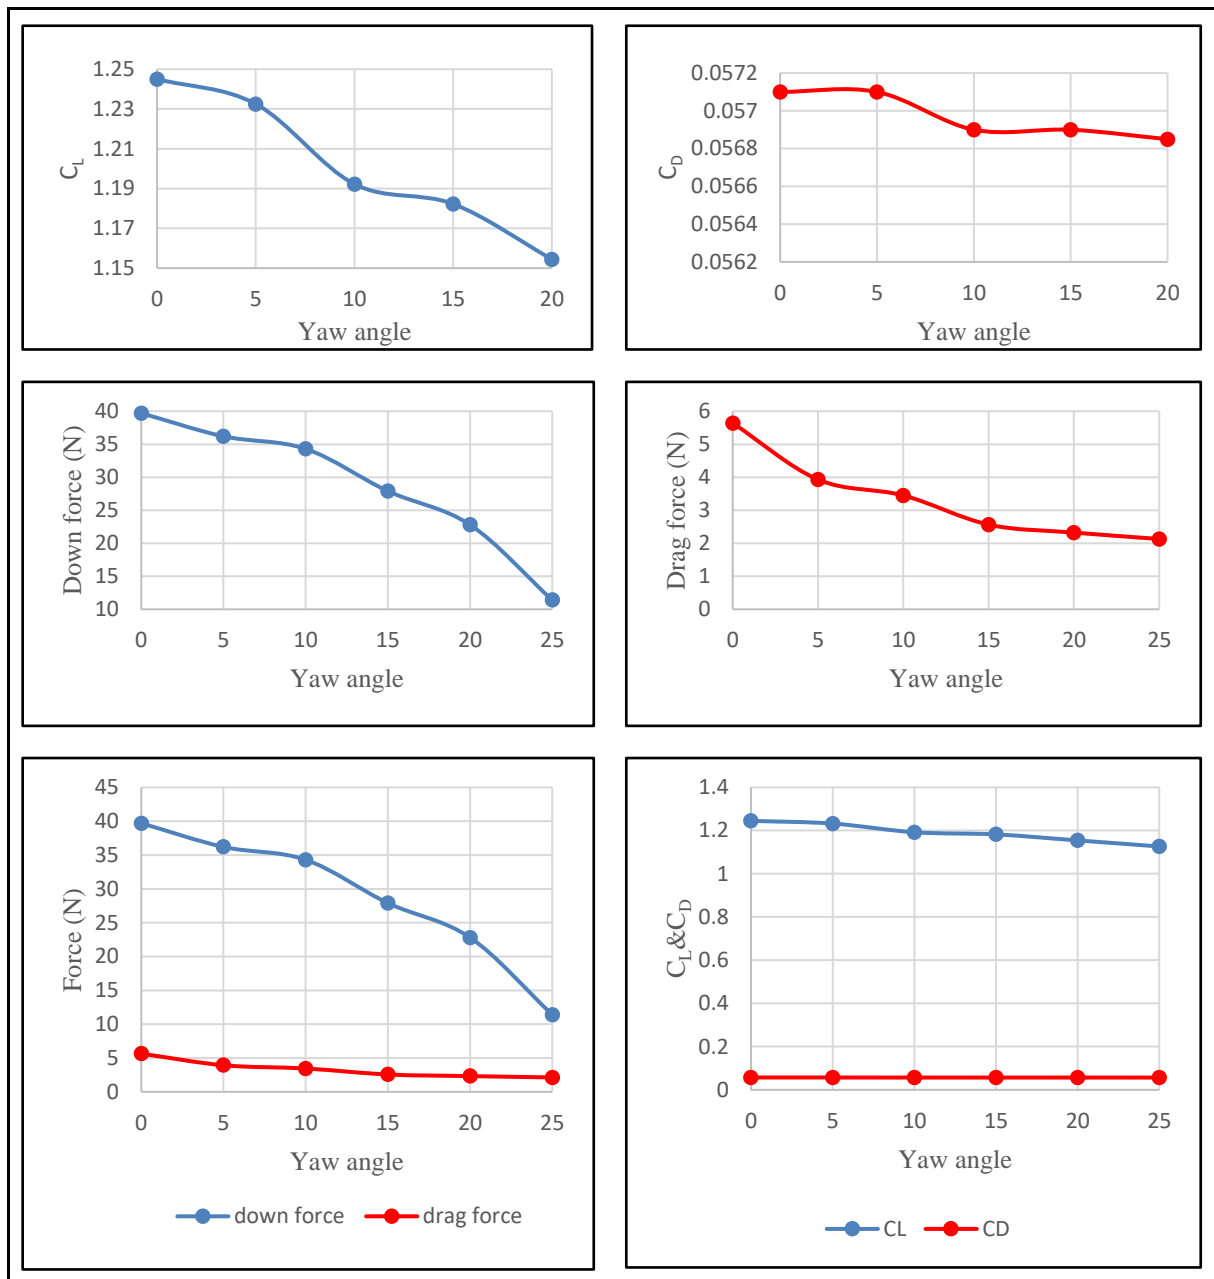 1.25
1.23
1.21
1.19
1.17
1.15
C_L
0 5 10 15 20
Yaw angle
0.0572
0.057
0.0568
0.0566
0.0564
0.0562
C_D
0 5 10 15 20
Yaw angle
40
35
30
25
20
15
10
Down force (N)
0 5 10 15 20 25
Yaw angle
6
5
4
3
2
1
0
Drag force (N)
0 5 10 15 20 25
Yaw angle
45
40
35
30
25
20
15
10
5
0
Force (N)
0 5 10 15 20 25
Yaw angle
down force drag force
1.4
1.2
1
0.8
0.6
0.4
0.2
0
C_L&C_D
0 5 10 15 20 25
Yaw angle
CL CD